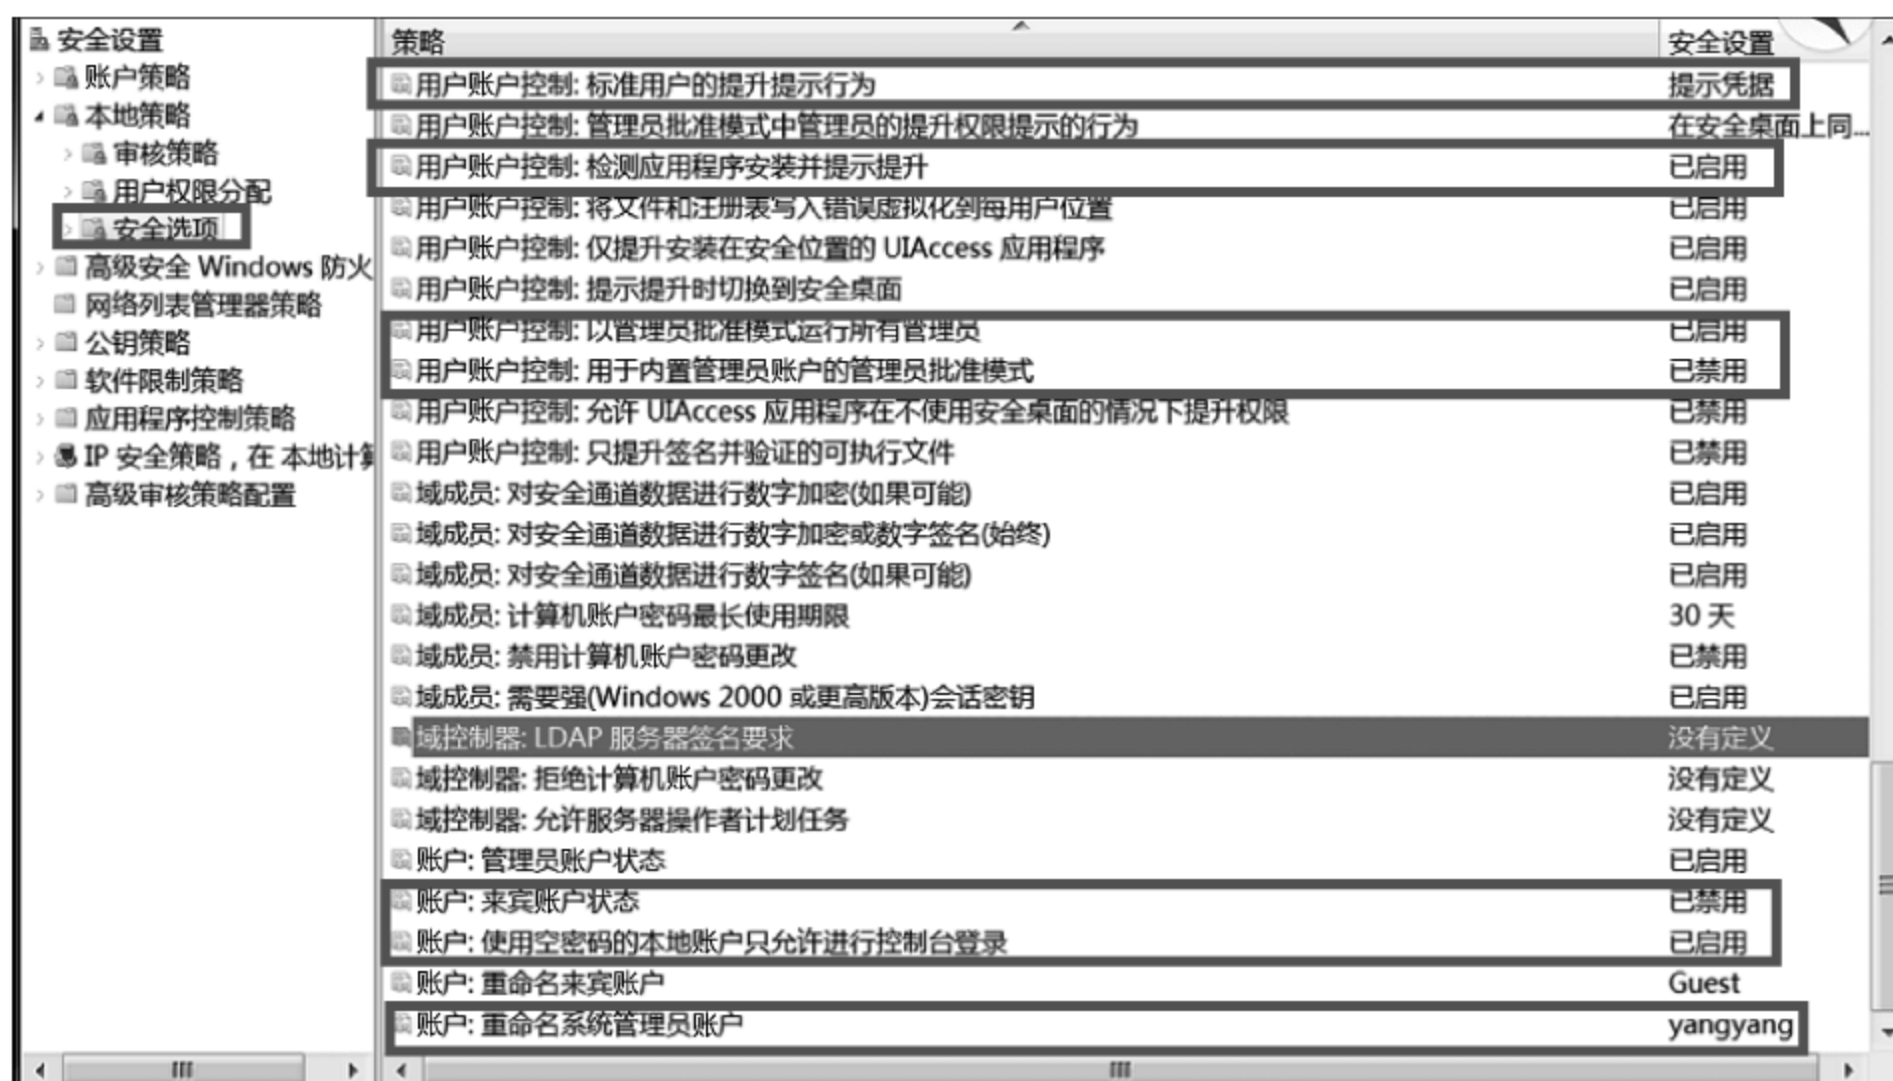 安全设置
账户策略
本地策略
审核策略
用户权限分配
安全选项
高级安全 Windows 防火
网络列表管理器策略
公钥策略
软件限制策略
应用程序控制策略
IP 安全策略，在 本地计算
高级审核策略配置
策略 安全设置
用户账户控制: 标准用户的提升提示行为 提示凭据
用户账户控制: 管理员批准模式中管理员的提升权限提示的行为 在安全桌面上同...
用户账户控制: 检测应用程序安装并提示提升 已启用
用户账户控制: 将文件和注册表写入错误虚拟化到每用户位置 已启用
用户账户控制: 仅提升安装在安全位置的 UIAccess 应用程序 已启用
用户账户控制: 提示提升时切换到安全桌面 已启用
用户账户控制: 以管理员批准模式运行所有管理员 已启用
用户账户控制: 用于内置管理员账户的管理员批准模式 已禁用
用户账户控制: 允许 UIAccess 应用程序在不使用安全桌面的情况下提升权限 已禁用
用户账户控制: 只提升签名并验证的可执行文件 已禁用
域成员: 对安全通道数据进行数字加密(如果可能) 已启用
域成员: 对安全通道数据进行数字加密或数字签名(始终) 已启用
域成员: 对安全通道数据进行数字签名(如果可能) 已启用
域成员: 计算机账户密码最长使用期限 30 天
域成员: 禁用计算机账户密码更改 已禁用
域成员: 需要强(Windows 2000 或更高版本)会话密钥 已启用
域控制器: LDAP 服务器签名要求 没有定义
域控制器: 拒绝计算机账户密码更改 没有定义
域控制器: 允许服务器操作者计划任务 没有定义
账户: 管理员账户状态 已启用
账户: 来宾账户状态 已禁用
账户: 使用空密码的本地账户只允许进行控制台登录 已启用
账户: 重命名来宾账户 Guest
账户: 重命名系统管理员账户 yangyang